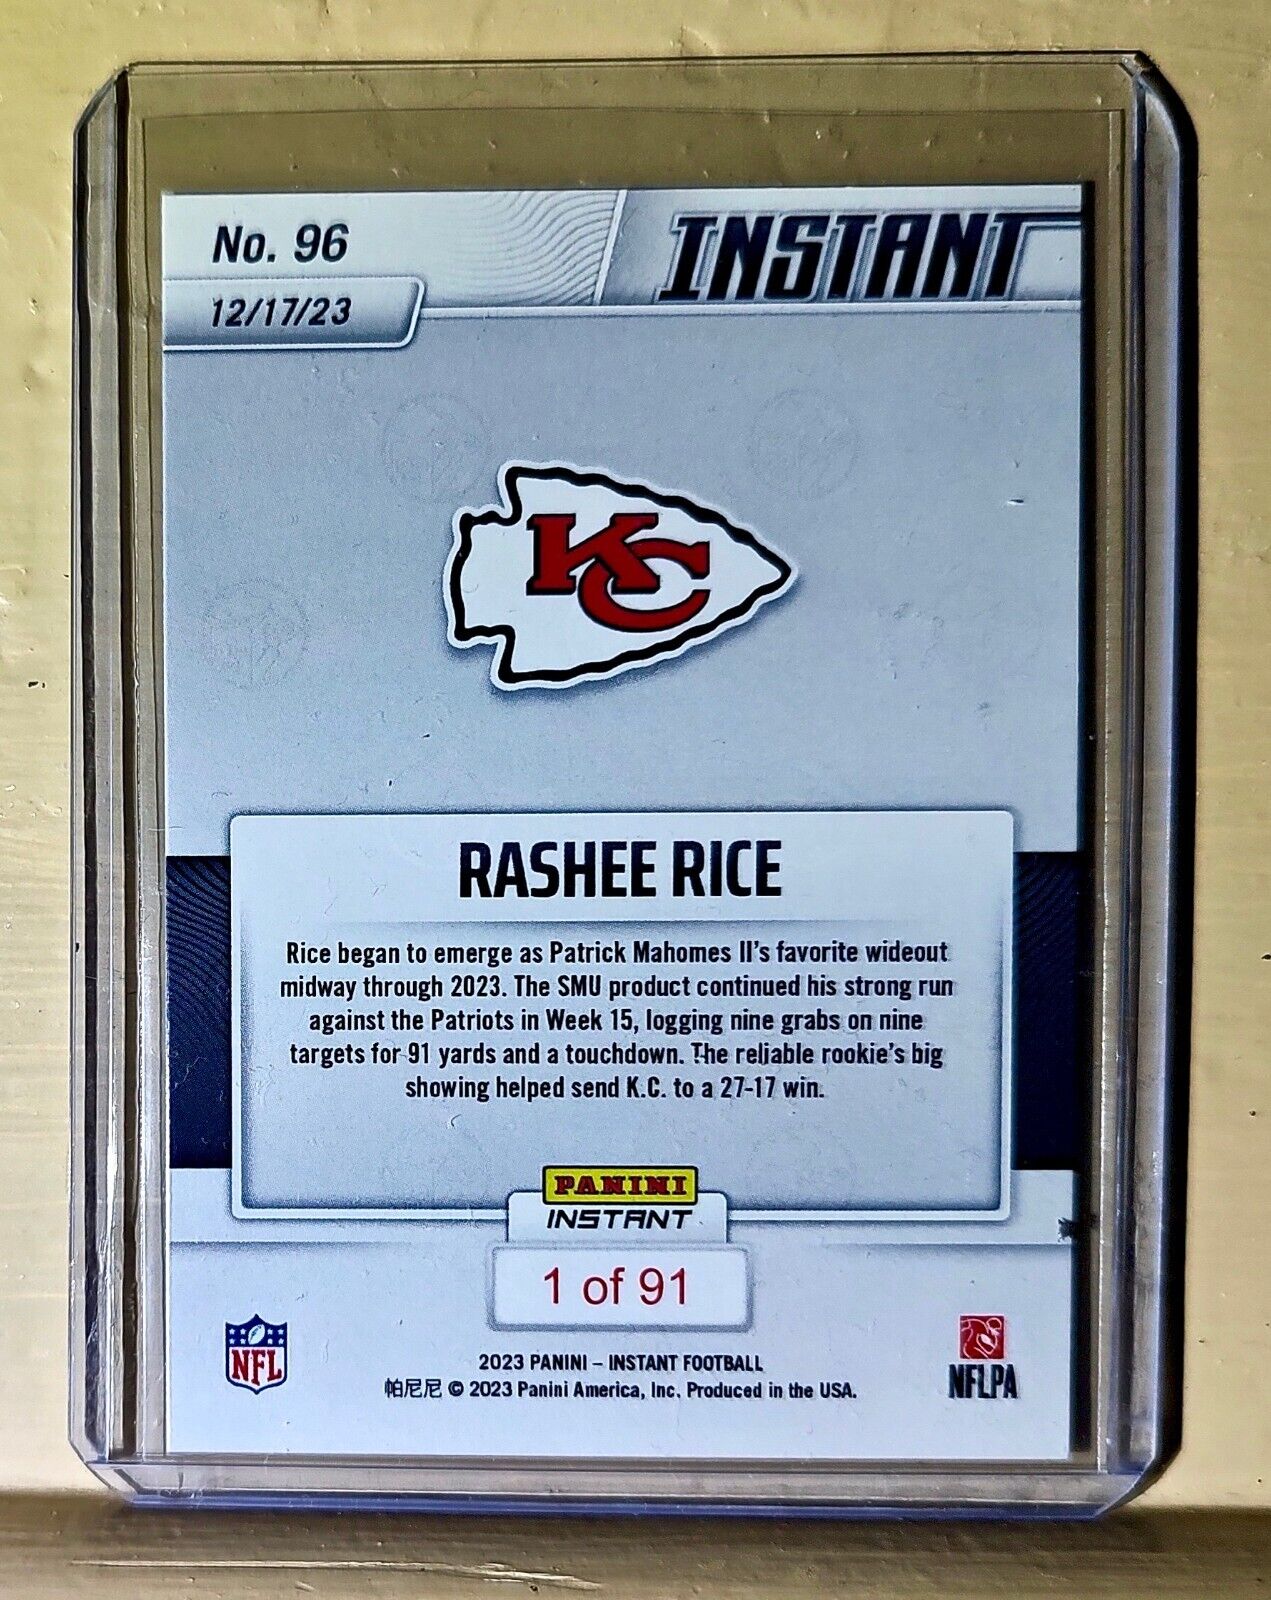 No. 96
INSTANT
12/17/23
KC
RASHEE RICE
Rice began to emerge as Patrick Mahomes II's favorite wideout
midway through 2023. The SMU product continued his strong run
against the Patriots in Week 15, logging nine grabs on nine
targets for 91 yards and a touchdown. The reliable rookie's big
showing helped send K.C. to a 27-17 win.
PANINI
INSTANT
1 of 91
NFL
NFLPA
2023 PANINI – INSTANT FOOTBALL
帕尼尼 © 2023 Panini America, Inc. Produced in the USA.